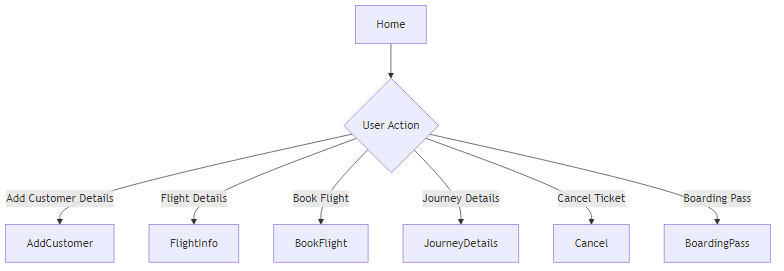 Home
User Action
Add Customer Details
Flight Details
Book Flight
Journey Details
Cancel Ticket
Boarding Pass
AddCustomer
FlightInfo
BookFlight
JourneyDetails
Cancel
BoardingPass